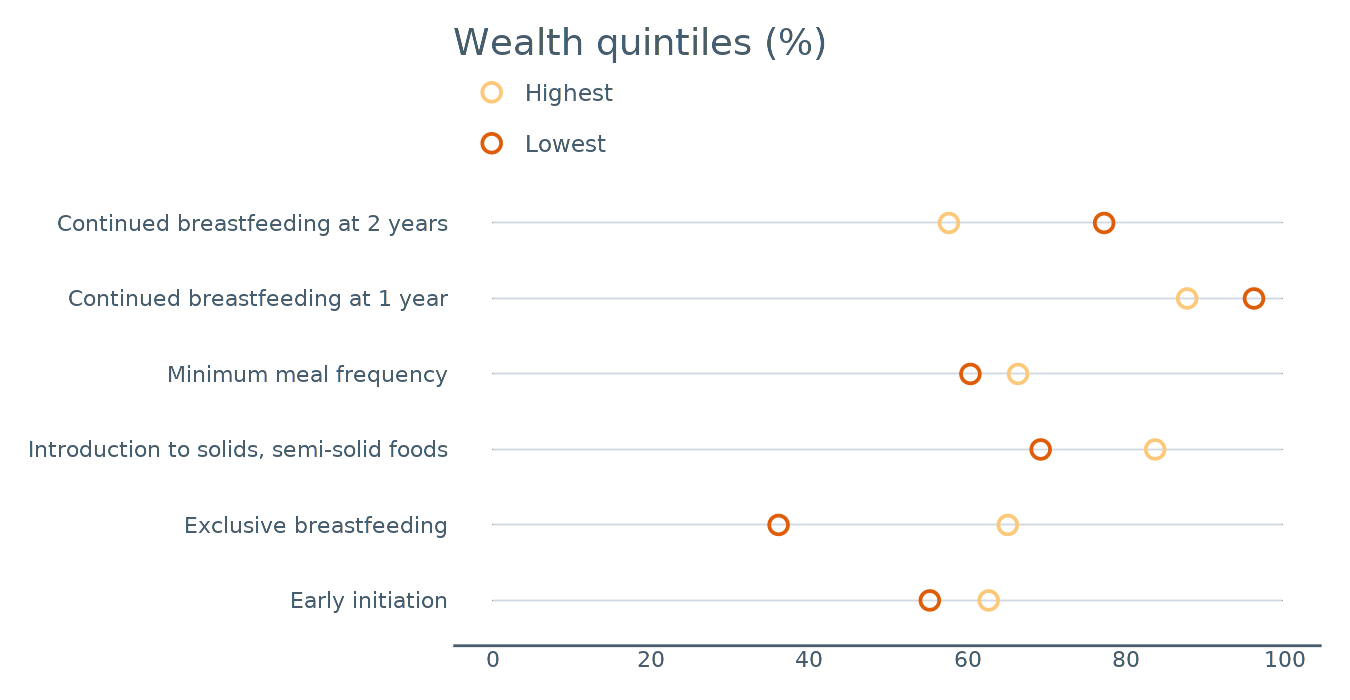 Wealth quintiles (%)
Highest
Lowest
Continued breastfeeding at 2 years
Continued breastfeeding at 1 year
Minimum meal frequency
Introduction to solids, semi-solid foods
Exclusive breastfeeding
Early initiation
0 20 40 60 80 100